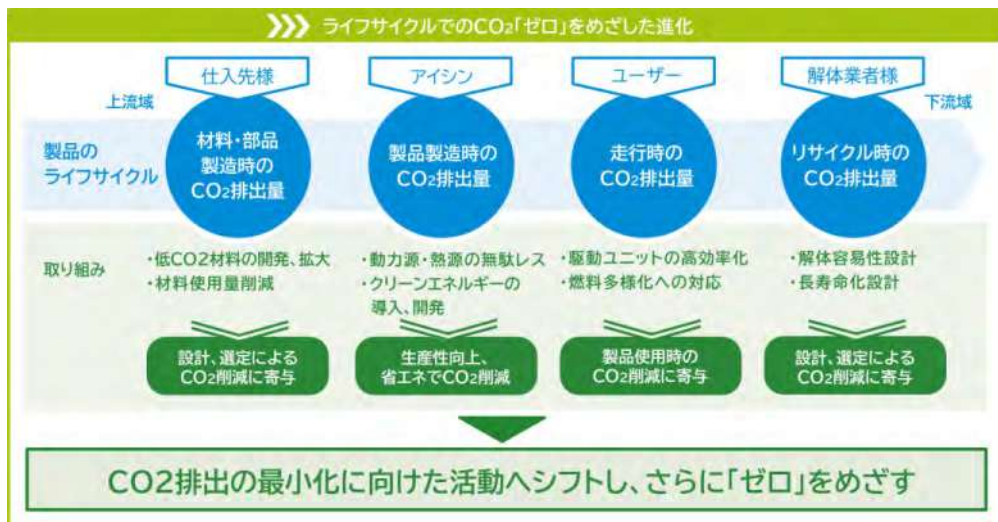 >>> ライフサイクルでのCO2「ゼロ」をめざした進化
仕入先様
アイシン
ユーザー
解体業者様
上流域
下流域
製品の
ライフサイクル
材料・部品
製造時の
CO2排出量
製品製造時の
CO2排出量
走行時の
CO2排出量
リサイクル時の
CO2排出量
取り組み
・低CO2材料の開発、拡大
・材料使用量削減
・動力源・熱源の無駄レス
・クリーンエネルギーの
導入、開発
・駆動ユニットの高効率化
・燃料多様化への対応
・解体容易性設計
・長寿命化設計
設計、選定による
CO2削減に寄与
生産性向上、
省エネでCO2削減
製品使用時の
CO2削減に寄与
設計、選定による
CO2削減に寄与
CO2排出の最小化に向けた活動へシフトし、さらに「ゼロ」をめざす